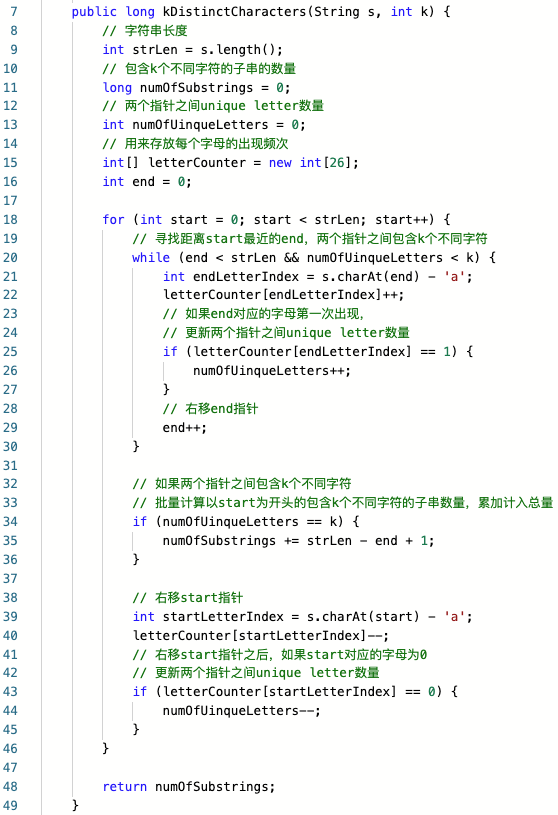 7 public long kDistinctCharacters(String s, int k) {
8 // 字符串长度
9 int strLen = s.length();
10 // 包含k个不同字符的子串的数量
11 long numOfSubstrings = 0;
12 // 两个指针之间unique letter数量
13 int numOfUinqueLetters = 0;
14 // 用来存放每个字母的出现频次
15 int[] letterCounter = new int[26];
16 int end = 0;
17
18 for (int start = 0; start < strLen; start++) {
19 // 寻找距离start最近的end，两个指针之间包含k个不同字符
20 while (end < strLen && numOfUinqueLetters < k) {
21 int endLetterIndex = s.charAt(end) - 'a';
22 letterCounter[endLetterIndex]++;
23 // 如果end对应的字母第一次出现，
24 // 更新两个指针之间unique letter数量
25 if (letterCounter[endLetterIndex] == 1) {
26 numOfUinqueLetters++;
27 }
28 // 右移end指针
29 end++;
30 }
31
32 // 如果两个指针之间包含k个不同字符
33 // 批量计算以start为开头的包含k个不同字符的子串数量，累加计入总量
34 if (numOfUinqueLetters == k) {
35 numOfSubstrings += strLen - end + 1;
36 }
37
38 // 右移start指针
39 int startLetterIndex = s.charAt(start) - 'a';
40 letterCounter[startLetterIndex]--;
41 // 右移start指针之后，如果start对应的字母为0
42 // 更新两个指针之间unique letter数量
43 if (letterCounter[startLetterIndex] == 0) {
44 numOfUinqueLetters--;
45 }
46 }
47
48 return numOfSubstrings;
49 }